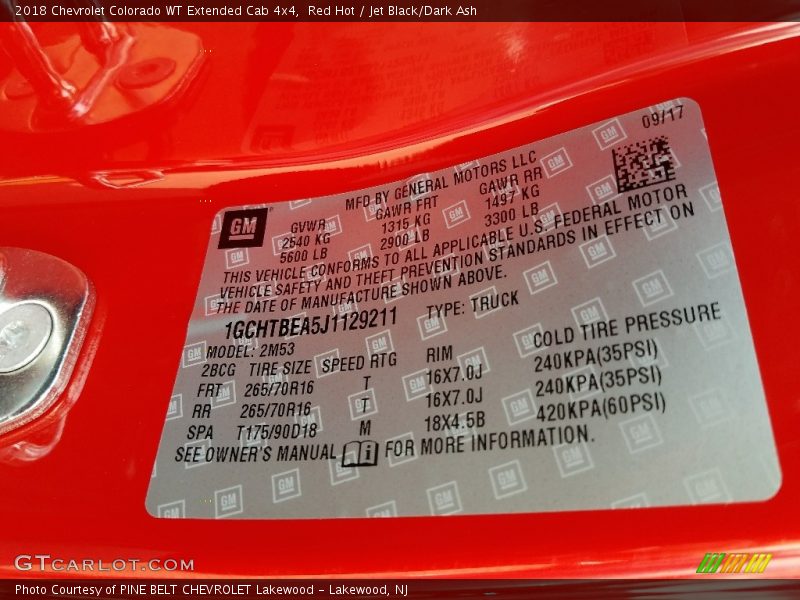 2018 Chevrolet Colorado WT Extended Cab 4x4, Red Hot / Jet Black/Dark Ash
09/17
MFD BY GENERAL MOTORS LLC
GM
GVWR GAWR FRT GAWR RR
2540 KG 1315 KG 1497 KG
5600 LB 2900 LB 3300 LB
THIS VEHICLE CONFORMS TO ALL APPLICABLE U.S. FEDERAL MOTOR
VEHICLE SAFETY AND THEFT PREVENTION STANDARDS IN EFFECT ON
THE DATE OF MANUFACTURE SHOWN ABOVE.
1GCHTBEA5J1129211 TYPE: TRUCK
MODEL: 2M53
2BCG TIRE SIZE SPEED RTG RIM COLD TIRE PRESSURE
FRT 265/70R16 T 16X7.0J 240KPA(35PSI)
RR 265/70R16 T 16X7.0J 240KPA(35PSI)
SPA T175/90D18 M 18X4.5B 420KPA(60PSI)
SEE OWNER'S MANUAL i FOR MORE INFORMATION.
GTCARLOT.COM
Photo Courtesy of PINE BELT CHEVROLET Lakewood - Lakewood, NJ